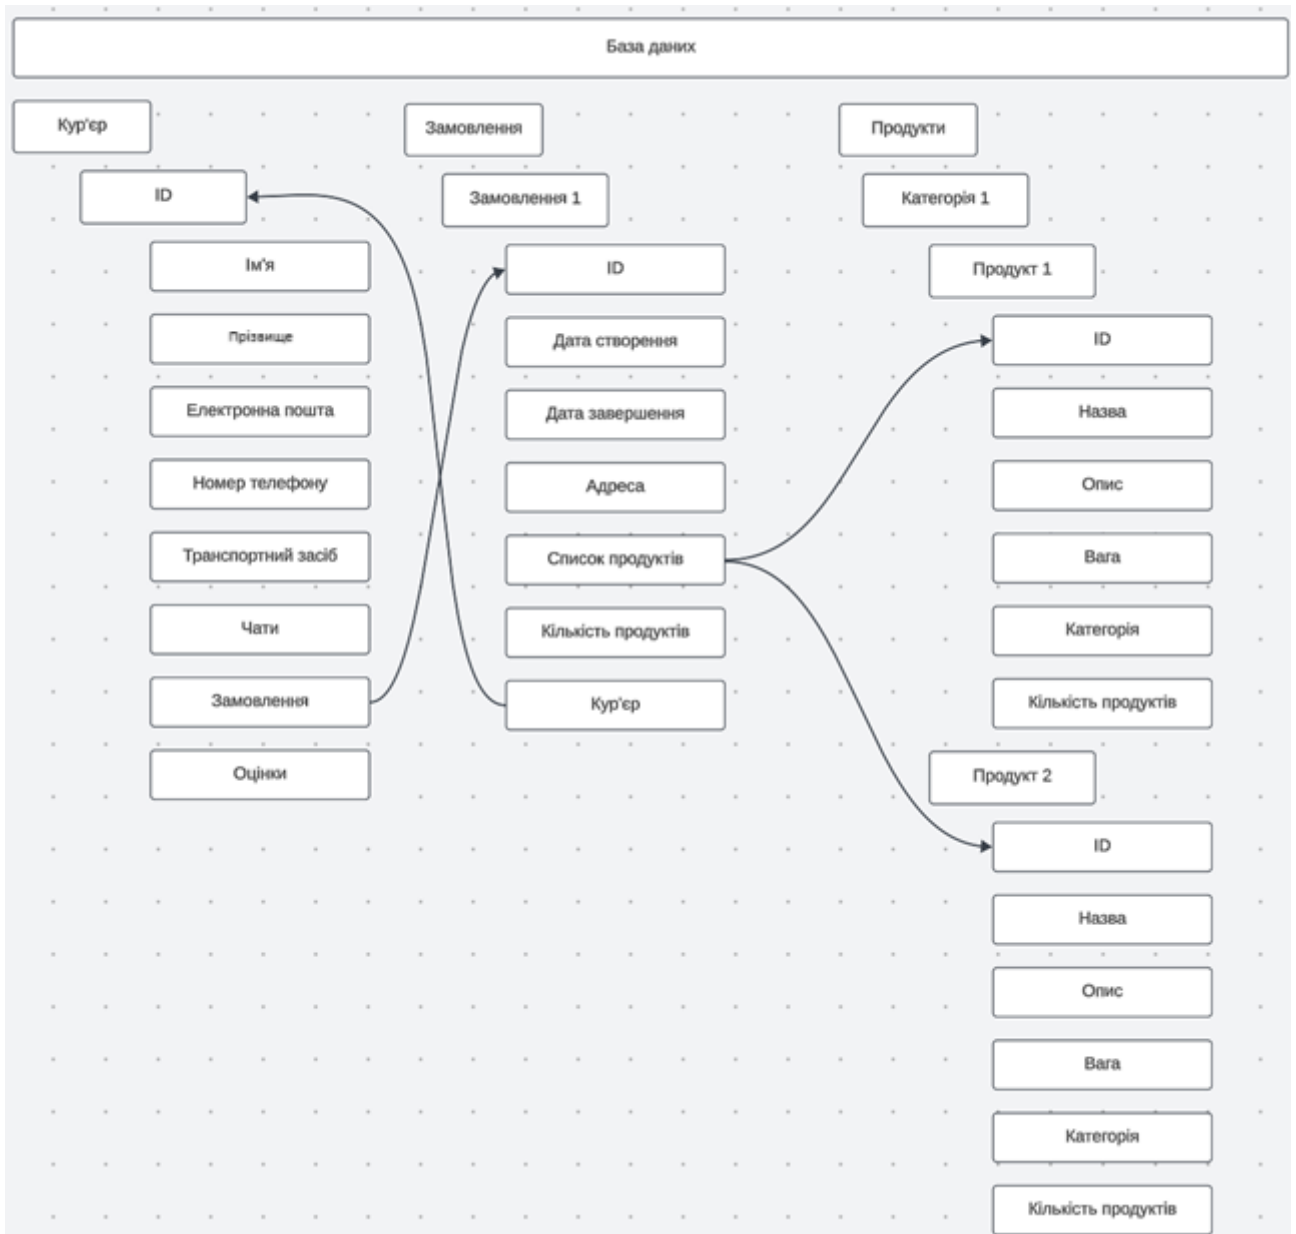 База даних
Кур'єр
ID
Ім'я
Прізвище
Електронна пошта
Номер телефону
Транспортний засіб
Чати
Замовлення
Оцінки
Замовлення
Замовлення 1
ID
Дата створення
Дата завершення
Адреса
Список продуктів
Кількість продуктів
Кур'єр
Продукти
Категорія 1
Продукт 1
ID
Назва
Опис
Вага
Категорія
Кількість продуктів
Продукт 2
ID
Назва
Опис
Вага
Категорія
Кількість продуктів